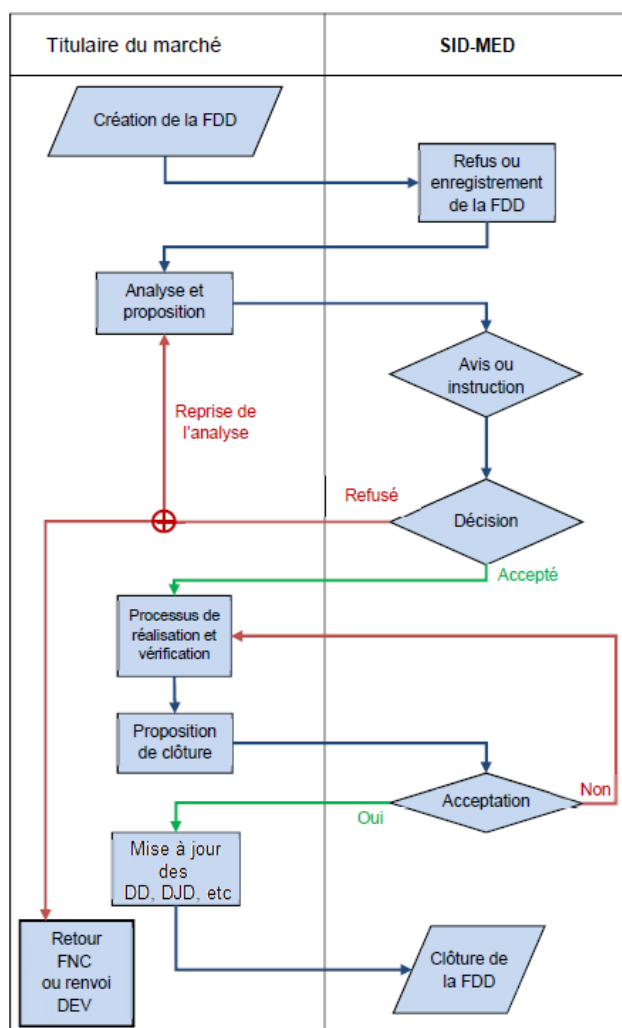 Titulaire du marché
SID-MED
Création de la FDD
Refus ou
enregistrement
de la FDD
Analyse et
proposition
Avis ou
instruction
Reprise de
l'analyse
Refusé
Décision
Accepté
Processus de
réalisation et
vérification
Proposition
de clôture
Acceptation
Non
Oui
Mise à jour
des
DD, DJD, etc
Retour
FNC
ou renvoi
DEV
Clôture de
la FDD